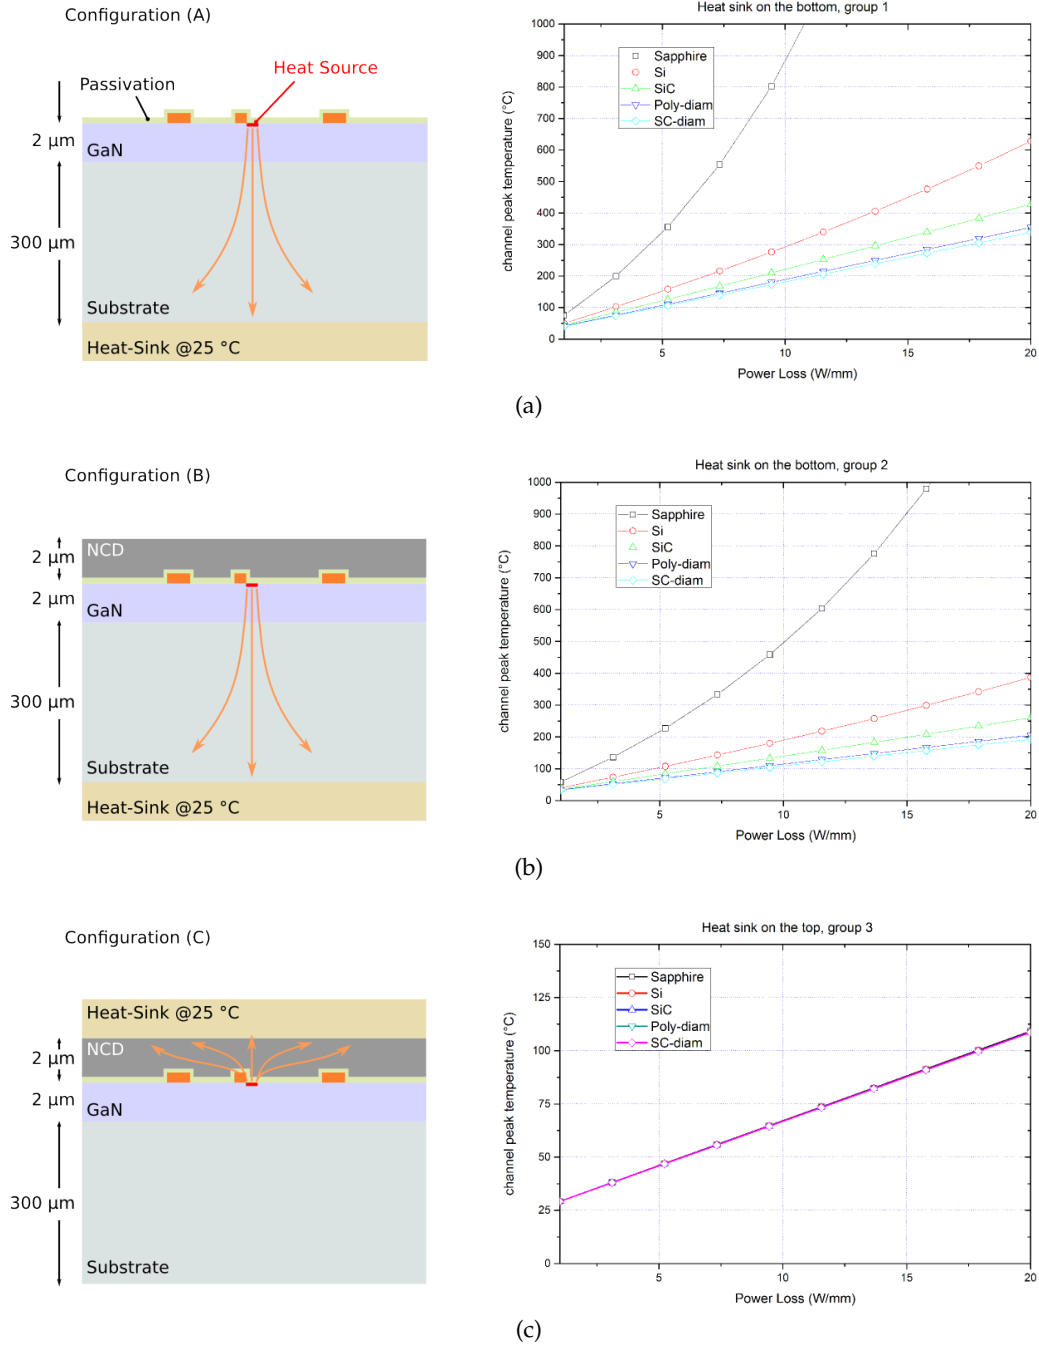 Configuration (A)
Passivation
Heat Source
2 μm
GaN
300 μm
Substrate
Heat-Sink @25 °C
Heat sink on the bottom, group 1
channel peak temperature (°C)
1000
900
800
700
600
500
400
300
200
100
0
Sapphire
Si
SiC
Poly-diam
SC-diam
5
10
15
20
Power Loss (W/mm)
(a)
Configuration (B)
2 μm
NCD
2 μm
GaN
300 μm
Substrate
Heat-Sink @25 °C
Heat sink on the bottom, group 2
channel peak temperature (°C)
1000
900
800
700
600
500
400
300
200
100
0
Sapphire
Si
SiC
Poly-diam
SC-diam
5
10
15
20
Power Loss (W/mm)
(b)
Configuration (C)
Heat-Sink @25 °C
2 μm
NCD
2 μm
GaN
300 μm
Substrate
Heat sink on the top, group 3
channel peak temperature (°C)
150
125
100
75
50
25
0
Sapphire
Si
SiC
Poly-diam
SC-diam
5
10
15
20
Power Loss (W/mm)
(c)